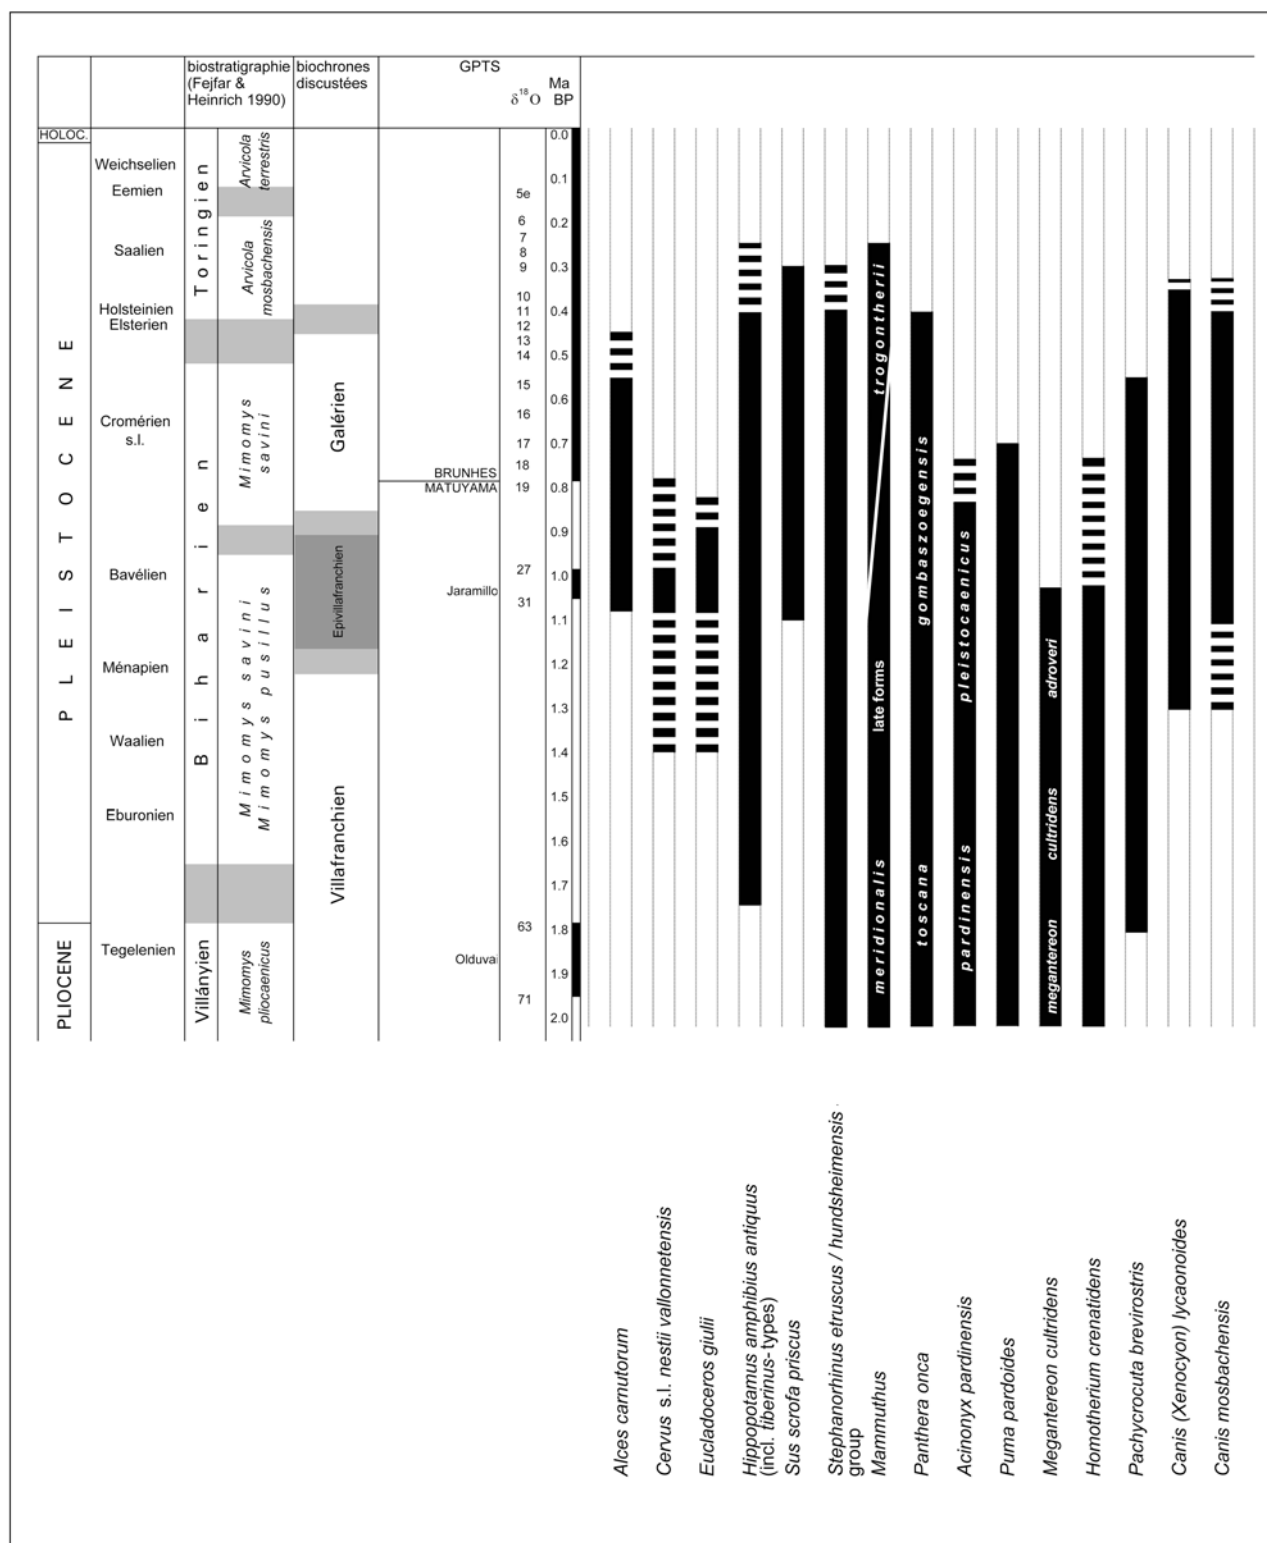 biostratigraphie
(Fejfar &
Heinrich 1990)
biochrones
discustées
GPTS
δ18O
Ma
BP
HOLOC.
PLEISTOCENE
PLIOCENE
Weichselien
Eemien
Saalien
Holsteinien
Elsterien
Cromérien
s.l.
Bavélien
Ménapien
Waalien
Eburonien
Tegelenien
Toringien
Biharien
Villányien
Arvicola
terrestris
Arvicola
mosbachensis
Mimomys
savini
Mimomys savini
Mimomys pusillus
Mimomys
pliocaenicus
Galérien
Epivillafranchien
Villafranchien
BRUNHES
MATUYAMA
Jaramillo
Olduvai
5e
6
7
8
9
10
11
12
13
14
15
16
17
18
19
27
31
63
71
0.0
0.1
0.2
0.3
0.4
0.5
0.6
0.7
0.8
0.9
1.0
1.1
1.2
1.3
1.4
1.5
1.6
1.7
1.8
1.9
2.0
meridionalis
late forms
trogontherii
toscana
gombaszoegensis
pardinensis
pleistocaenicus
megantereon
cultridens
adroveri
Alces carnutorum
Cervus s.l. nestii vallonnetensis
Eucladoceros giulii
Hippopotamus amphibius antiquus
(incl. tiberinus-types)
Sus scrofa priscus
Stephanorhinus etruscus / hundsheimensis
group
Mammuthus
Panthera onca
Acinonyx pardinensis
Puma pardoides
Megantereon cultridens
Homotherium crenatidens
Pachycrocuta brevirostris
Canis (Xenocyon) lycaonoides
Canis mosbachensis